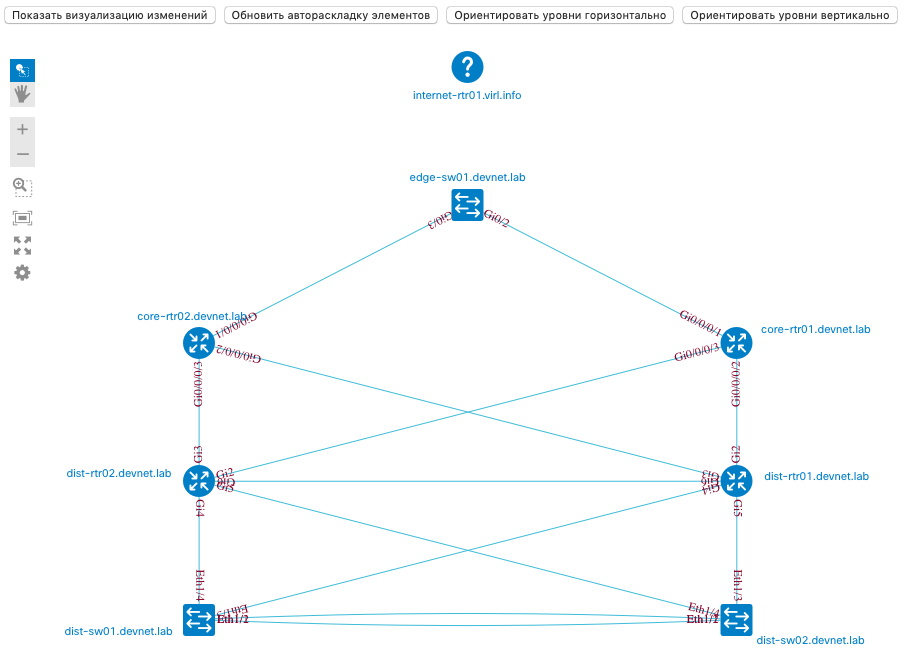 Показать визуализацию изменений
Обновить автораскладку элементов
Ориентировать уровни горизонтально
Ориентировать уровни вертикально
internet-rtr01.virl.info
edge-sw01.devnet.lab
Gi0/3
Gi0/2
core-rtr02.devnet.lab
Gi0/0/0/1
Gi0/0/0/1
core-rtr01.devnet.lab
Gi0/0/0/2
Gi0/0/0/3
Gi0/0/0/3
Gi0/0/0/2
Gi3
Gi2
dist-rtr02.devnet.lab
Gi2
Gi6
Gi5
Gi3
Gi6
Gi4
dist-rtr01.devnet.lab
Gi4
Gi5
Eth1/4
Eth1/3
Eth1/3
Eth1/2
Eth1/4
Eth1/2
dist-sw01.devnet.lab
dist-sw02.devnet.lab